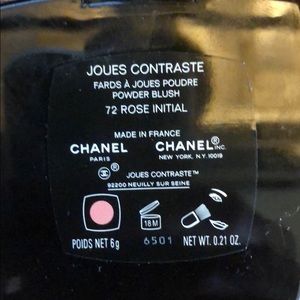 JOUES CONTRASTE
FARDS À JOUES POUDRE
POWDER BLUSH
72 ROSE INITIAL
MADE IN FRANCE
CHANEL CHANEL INC.
PARIS NEW YORK, N.Y. 10019
®
JOUES CONTRASTE™
92200 NEUILLY SUR SEINE
18 M
POIDS NET 6g 6501 NET WT. 0.21 OZ.